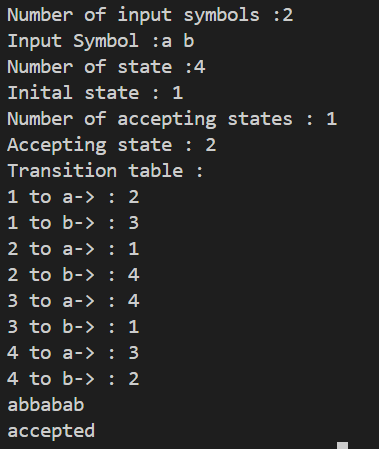 Number of input symbols :2
Input Symbol :a b
Number of state :4
Inital state : 1
Number of accepting states : 1
Accepting state : 2
Transition table :
1 to a-> : 2
1 to b-> : 3
2 to a-> : 1
2 to b-> : 4
3 to a-> : 4
3 to b-> : 1
4 to a-> : 3
4 to b-> : 2
abbabab
accepted